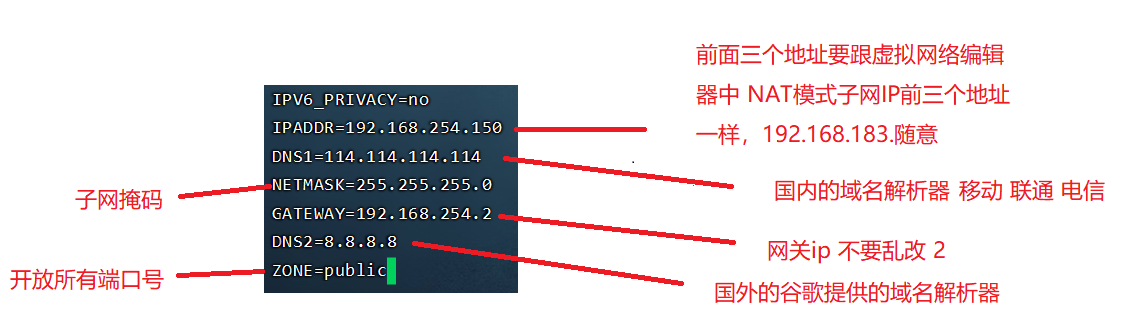 前面三个地址要跟虚拟网络编辑
器中 NAT模式子网IP前三个地址
一样，192.168.183.随意
IPV6_PRIVACY=no
IPADDR=192.168.254.150
DNS1=114.114.114.114
NETMASK=255.255.255.0
GATEWAY=192.168.254.2
DNS2=8.8.8.8
ZONE=public
子网掩码
开放所有端口号
国内的域名解析器 移动 联通 电信
网关ip 不要乱改 2
国外的谷歌提供的域名解析器